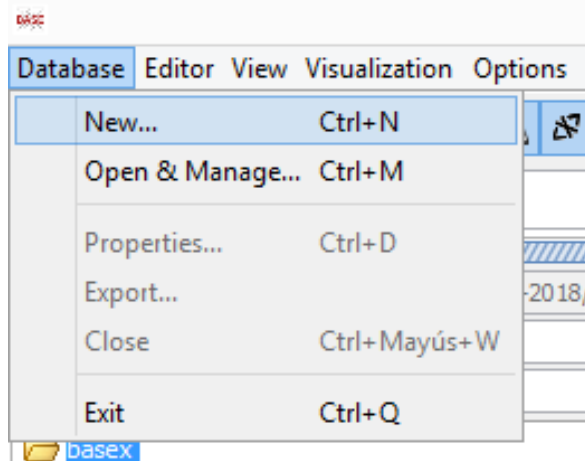 BASE
Database Editor View Visualization Options
New... Ctrl+N
Open & Manage... Ctrl+M
Properties... Ctrl+D
-2018/
Export...
Close Ctrl+Mayús+W
Exit Ctrl+Q
basex